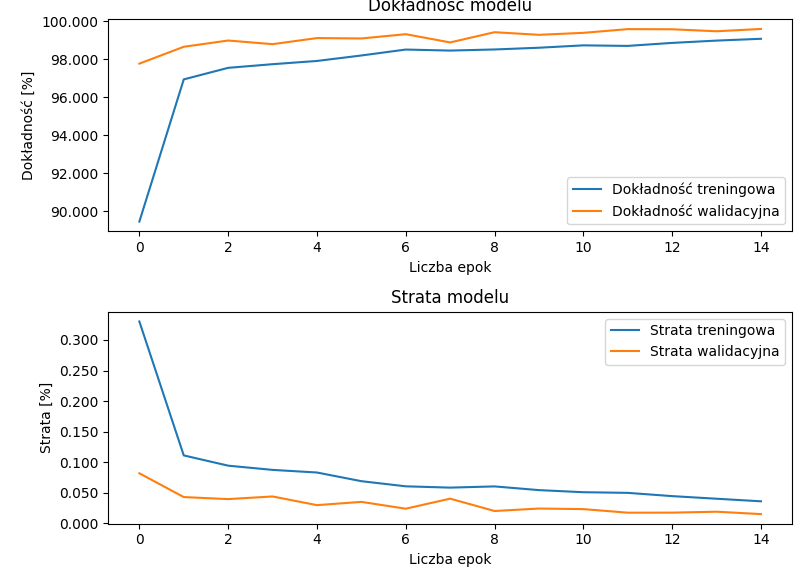 Dokładność modelu
100.000
98.000
96.000
94.000
92.000
90.000
Dokładność [%]
Dokładność treningowa
Dokładność walidacyjna
0 2 4 6 8 10 12 14
Liczba epok
Strata modelu
0.300
0.250
0.200
0.150
0.100
0.050
0.000
Strata [%]
Strata treningowa
Strata walidacyjna
0 2 4 6 8 10 12 14
Liczba epok